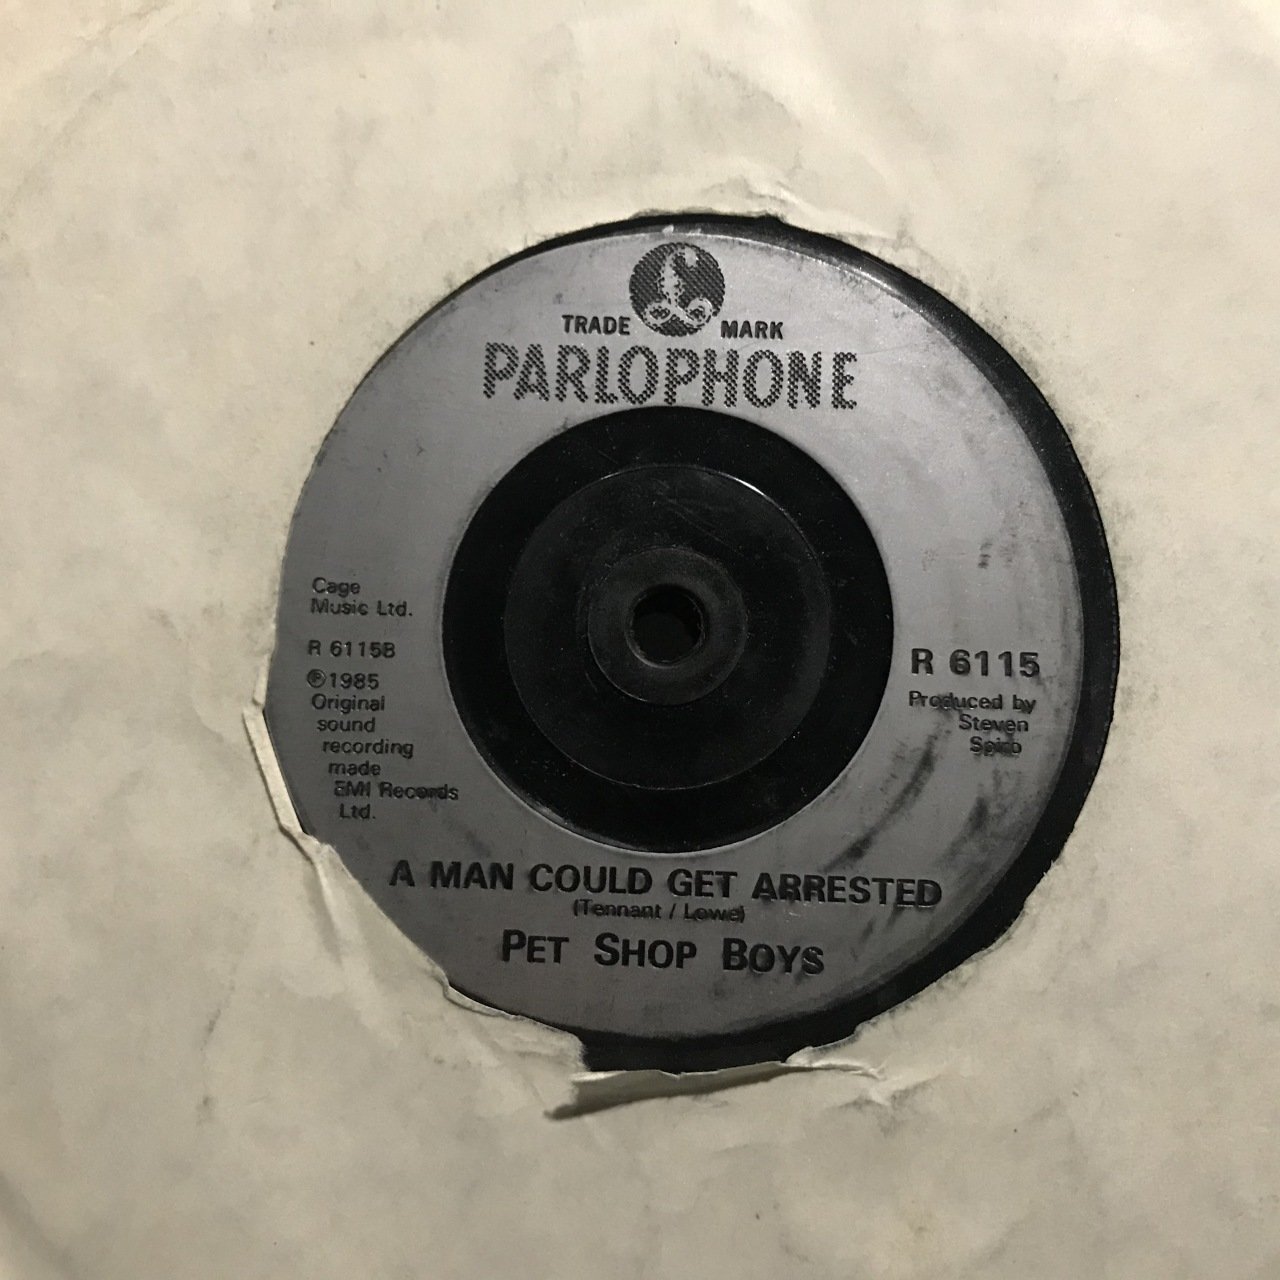 TRADE MARK
PARLOPHONE
Cage
Music Ltd.
R 6115B
℗1985
Original
sound
recording
made
EMI Records
Ltd.
R 6115
Produced by
Steven
Spiro
A MAN COULD GET ARRESTED
(Tennant / Lowe)
PET SHOP BOYS